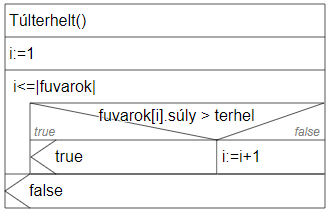 Túlterhelt()
i:=1
i<=|fuvarok|
fuvarok[i].súly > terhel
true
false
true
i:=i+1
false